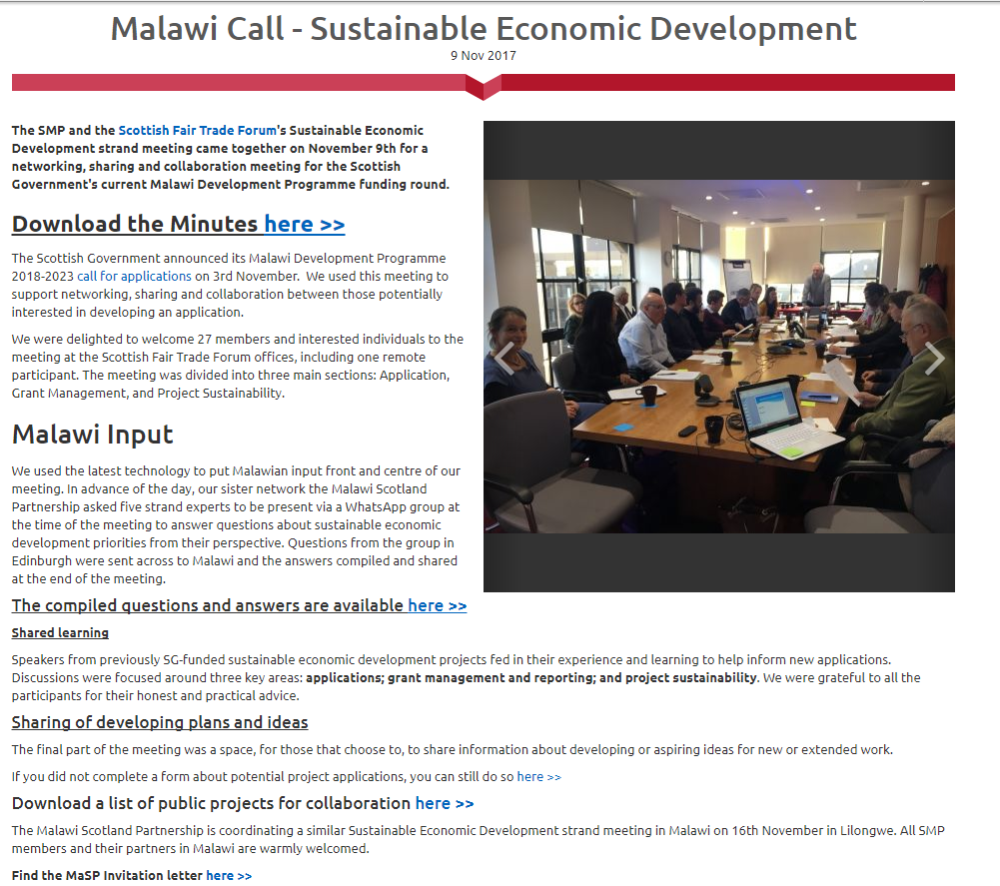 Malawi Call - Sustainable Economic Development
9 Nov 2017
The SMP and the Scottish Fair Trade Forum's Sustainable Economic
Development strand meeting came together on November 9th for a
networking, sharing and collaboration meeting for the Scottish
Government's current Malawi Development Programme funding round.
Download the Minutes here >>
The Scottish Government announced its Malawi Development Programme
2018-2023 call for applications on 3rd November.  We used this meeting to
support networking, sharing and collaboration between those potentially
interested in developing an application.
We were delighted to welcome 27 members and interested individuals to the
meeting at the Scottish Fair Trade Forum offices, including one remote
participant. The meeting was divided into three main sections: Application,
Grant Management, and Project Sustainability.
Malawi Input
We used the latest technology to put Malawian input front and centre of our
meeting. In advance of the day, our sister network the Malawi Scotland
Partnership asked five strand experts to be present via a WhatsApp group at
the time of the meeting to answer questions about sustainable economic
development priorities from their perspective. Questions from the group in
Edinburgh were sent across to Malawi and the answers compiled and shared
at the end of the meeting.
The compiled questions and answers are available here >>
Shared learning
Speakers from previously SG-funded sustainable economic development projects fed in their experience and learning to help inform new applications.
Discussions were focused around three key areas: applications; grant management and reporting; and project sustainability. We were grateful to all the
participants for their honest and practical advice.
Sharing of developing plans and ideas
The final part of the meeting was a space, for those that choose to, to share information about developing or aspiring ideas for new or extended work.
If you did not complete a form about potential project applications, you can still do so here >>
Download a list of public projects for collaboration here >>
The Malawi Scotland Partnership is coordinating a similar Sustainable Economic Development strand meeting in Malawi on 16th November in Lilongwe. All SMP
members and their partners in Malawi are warmly welcomed.
Find the MaSP Invitation letter here >>